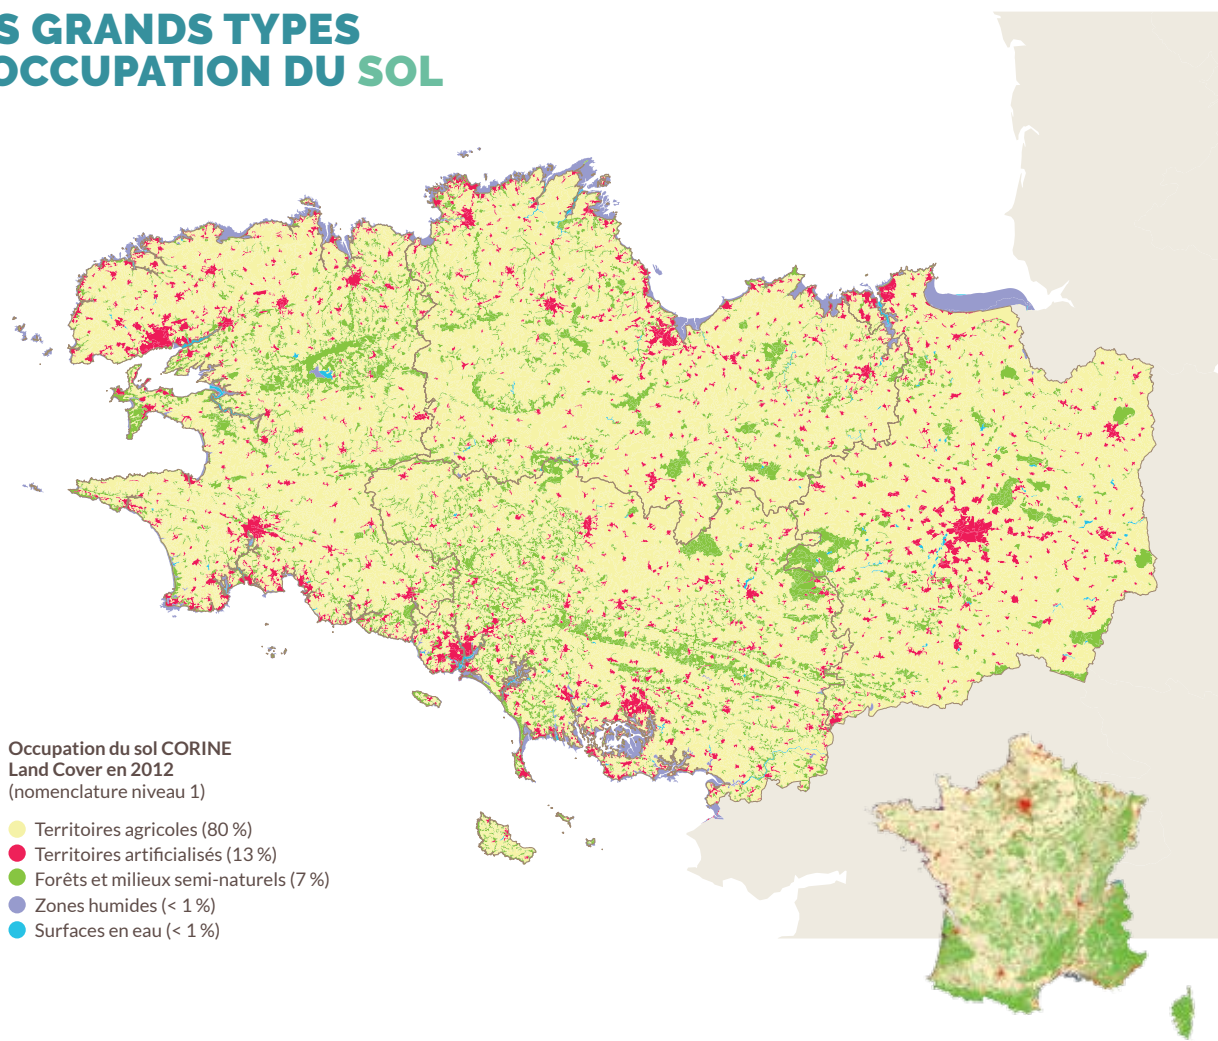 S GRANDS TYPES
OCCUPATION DU SOL
Occupation du sol CORINE
Land Cover en 2012
(nomenclature niveau 1)
Territoires agricoles (80 %)
Territoires artificialisés (13 %)
Forêts et milieux semi-naturels (7 %)
Zones humides (< 1 %)
Surfaces en eau (< 1 %)